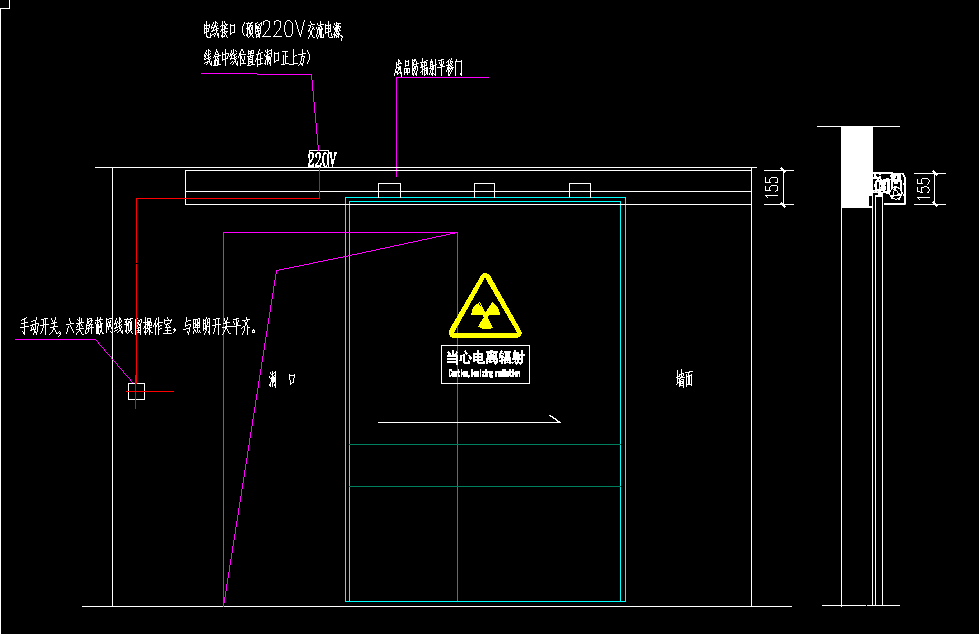 电线接口（预留220V交流电源,
线盒中线位置在洞口正上方）
成品防辐射平移门
220V
155
155
手动开关, 六类屏蔽网线预留操作室，与照明开关平齐。
当心电离辐射
Caution, ionizing radiation
洞 口
墙面